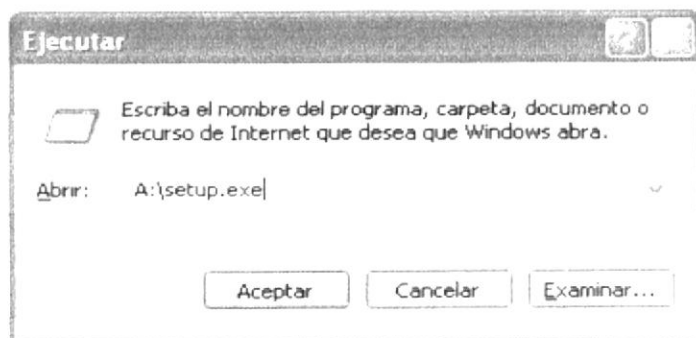 Ejecutar
Escriba el nombre del programa, carpeta, documento o
recurso de Internet que desea que Windows abra.
Abrir: A:\setup.exe
Aceptar Cancelar Examinar...